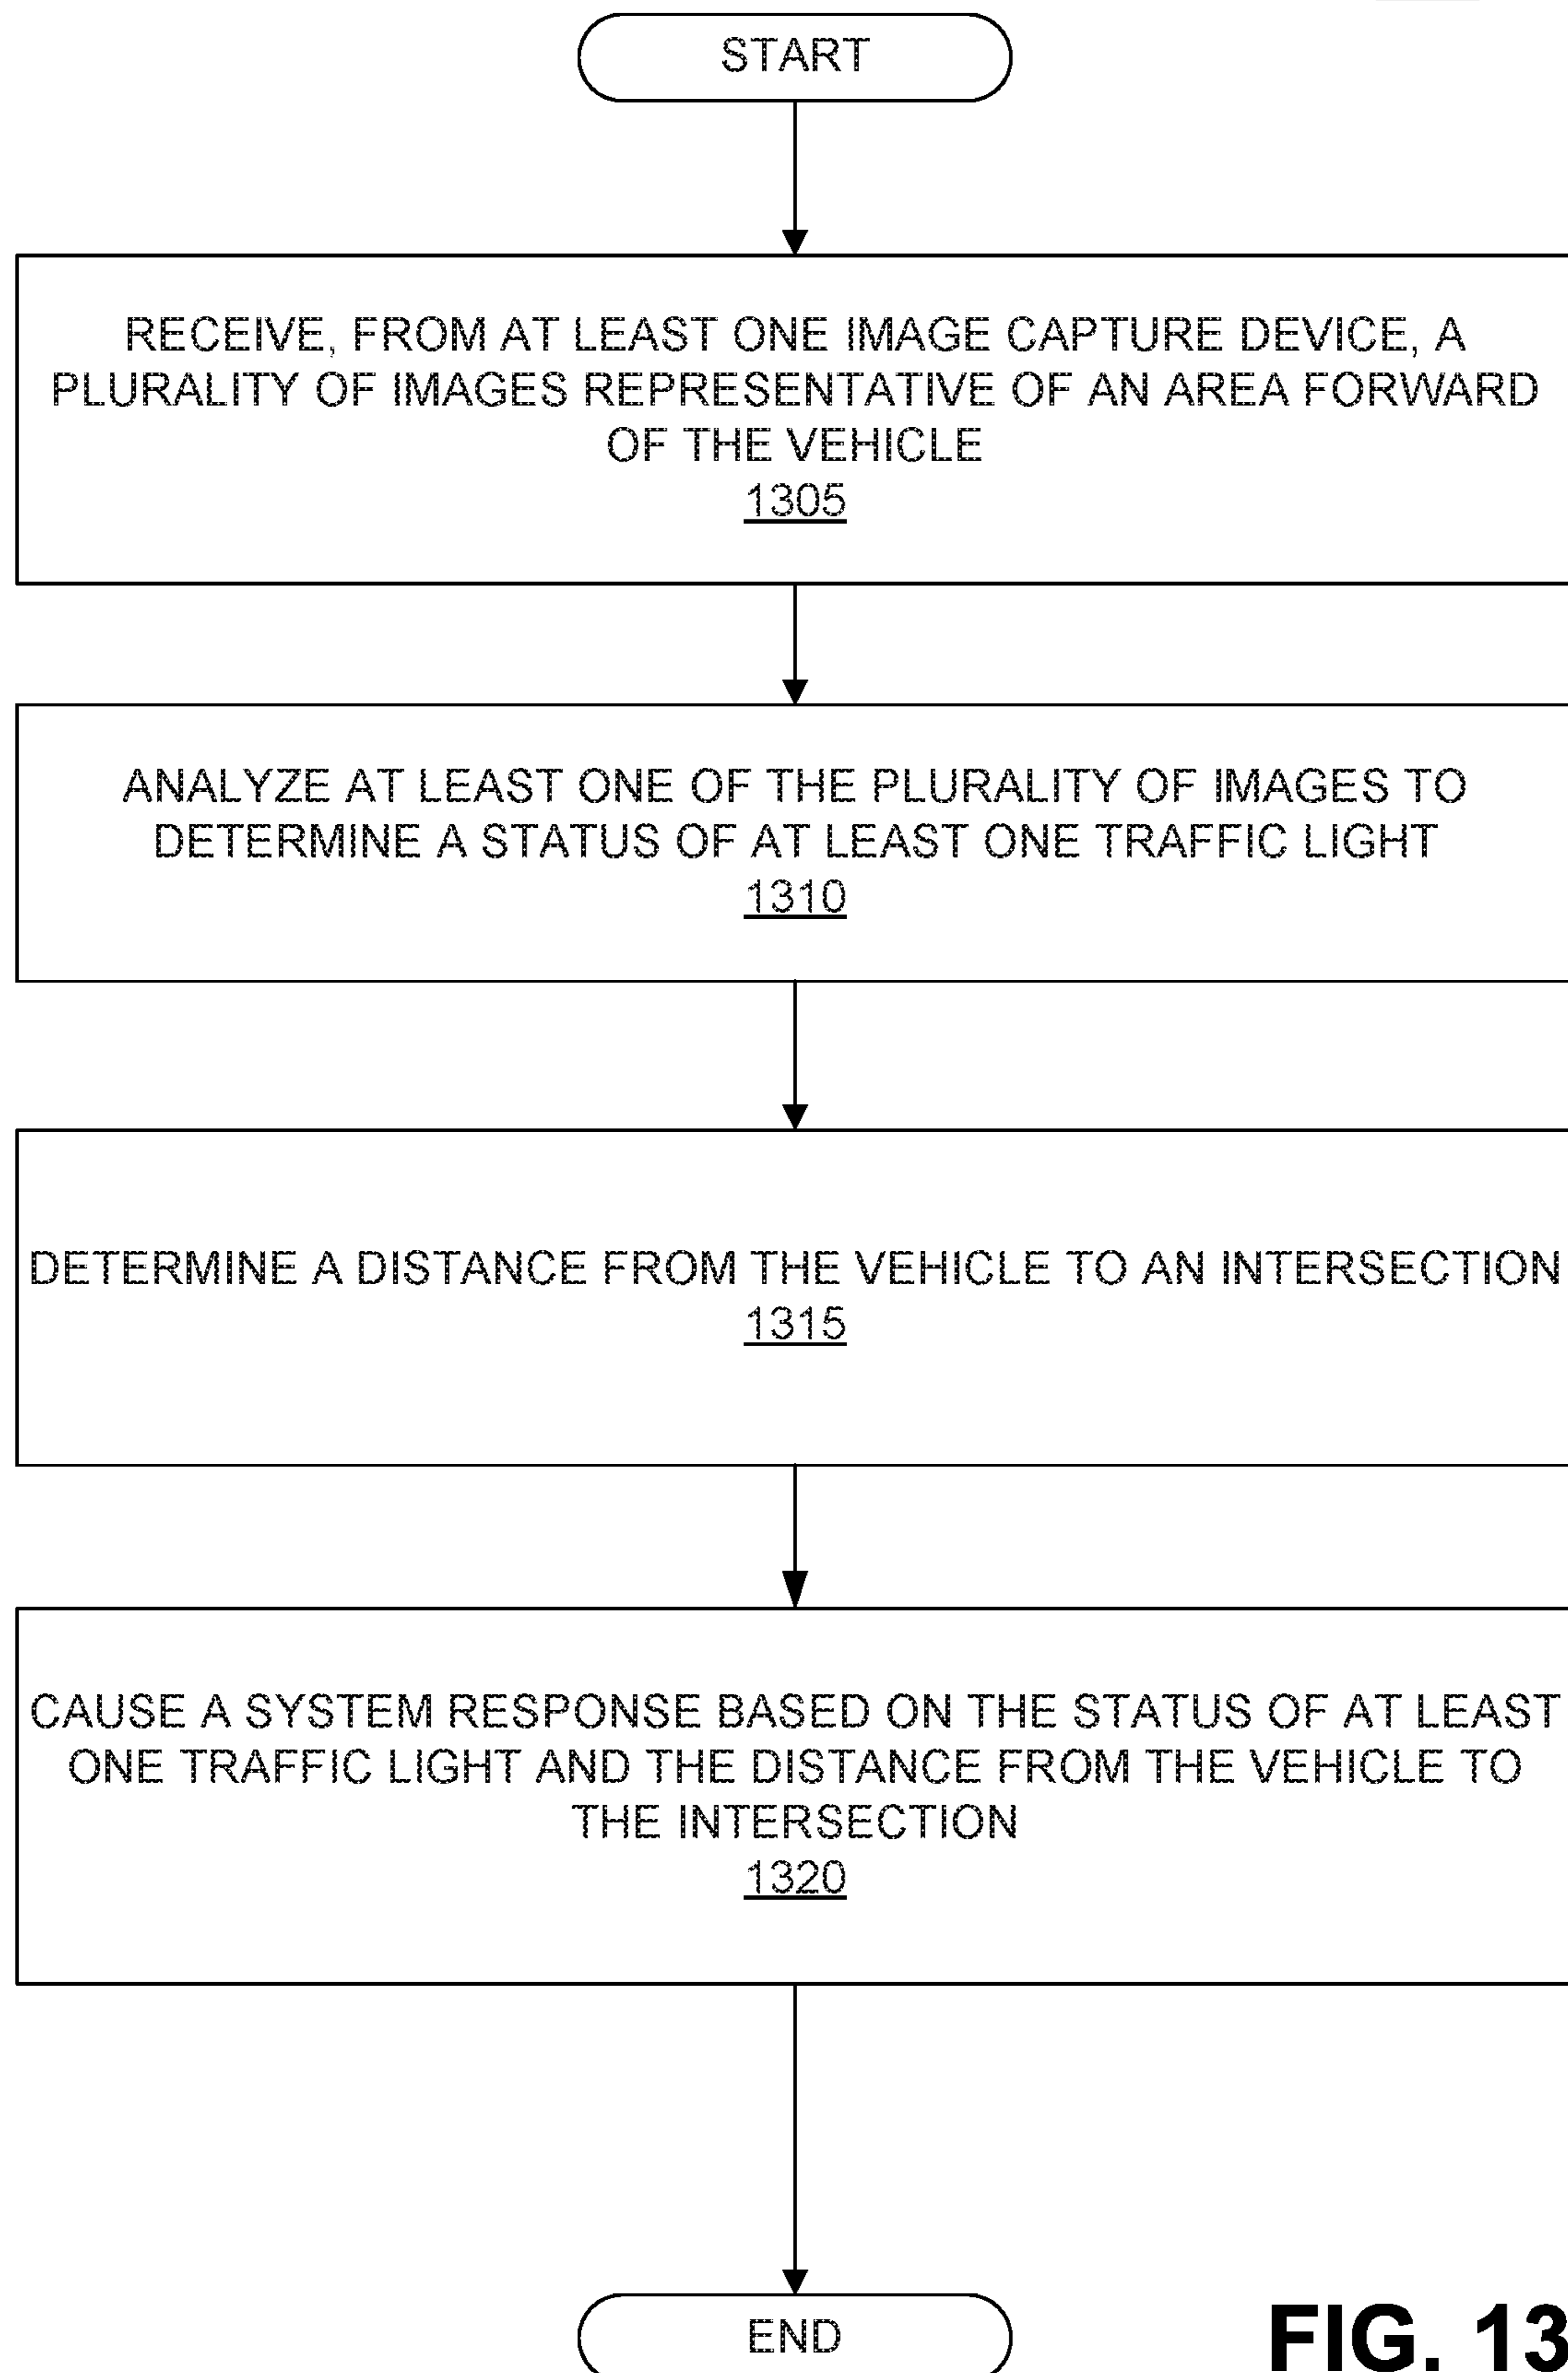 START
RECEIVE, FROM AT LEAST ONE IMAGE CAPTURE DEVICE, A
PLURALITY OF IMAGES REPRESENTATIVE OF AN AREA FORWARD
OF THE VEHICLE
1305
ANALYZE AT LEAST ONE OF THE PLURALITY OF IMAGES TO
DETERMINE A STATUS OF AT LEAST ONE TRAFFIC LIGHT
1310
DETERMINE A DISTANCE FROM THE VEHICLE TO AN INTERSECTION
1315
CAUSE A SYSTEM RESPONSE BASED ON THE STATUS OF AT LEAST
ONE TRAFFIC LIGHT AND THE DISTANCE FROM THE VEHICLE TO
THE INTERSECTION
1320
END
FIG. 13